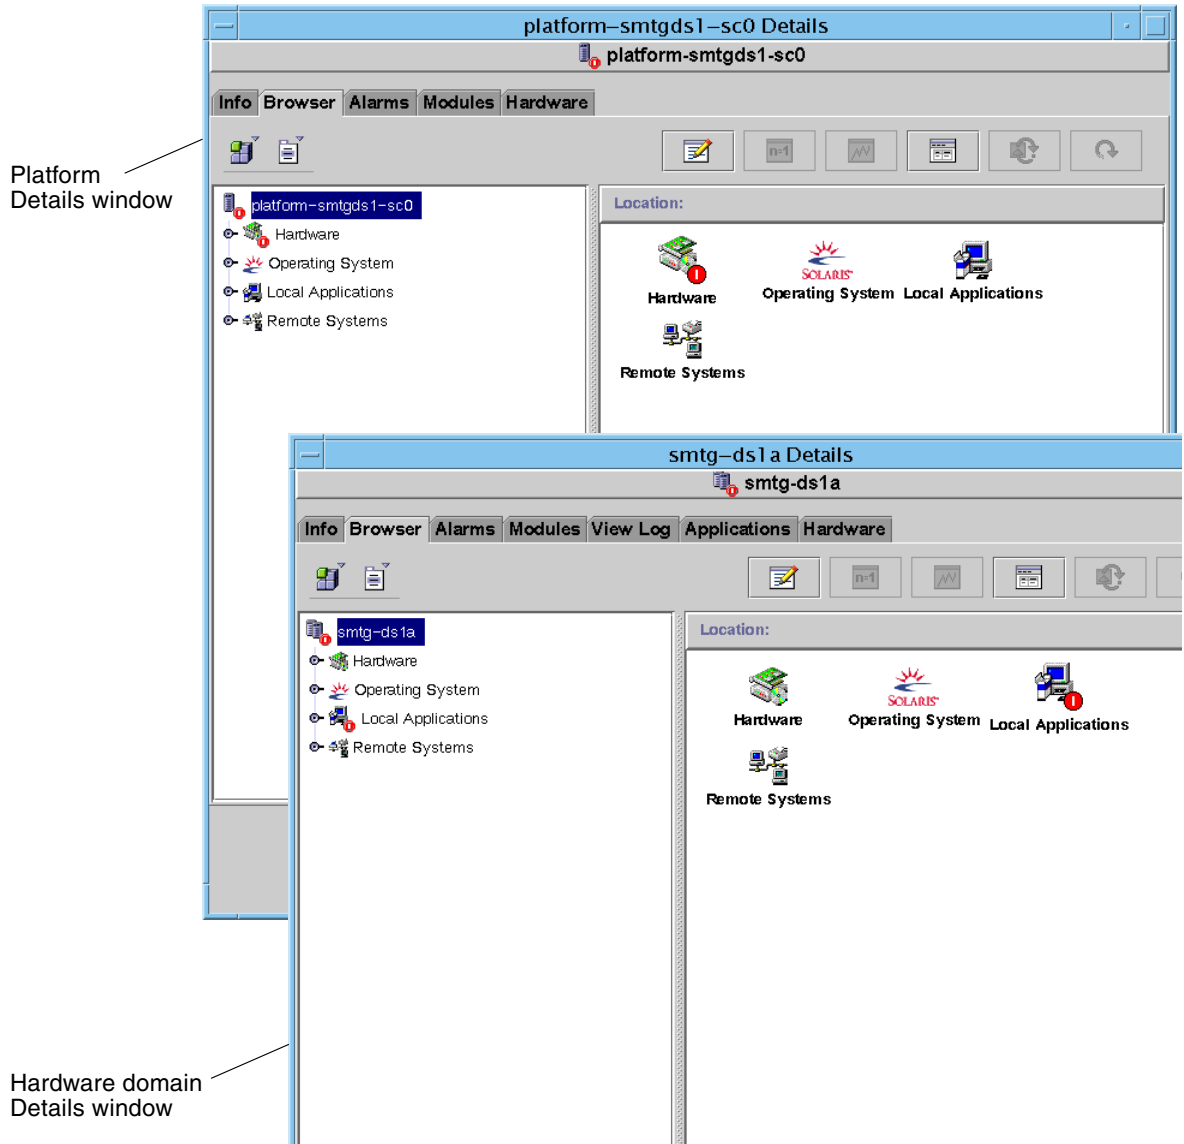 platform–smtgds1–sc0 Details
platform-smtgds1-sc0
Info Browser Alarms Modules Hardware
n=1
Platform
Details window
platform–smtgds1–sc0
Hardware
Operating System
Local Applications
Remote Systems
Location:
Hardware
SOLARIS
Operating System
Local Applications
Remote Systems
smtg–ds1a Details
smtg-ds1a
Info Browser Alarms Modules View Log Applications Hardware
n=1
smtg–ds1a
Hardware
Operating System
Local Applications
Remote Systems
Location:
Hardware
SOLARIS
Operating System
Local Applications
Remote Systems
Hardware domain
Details window